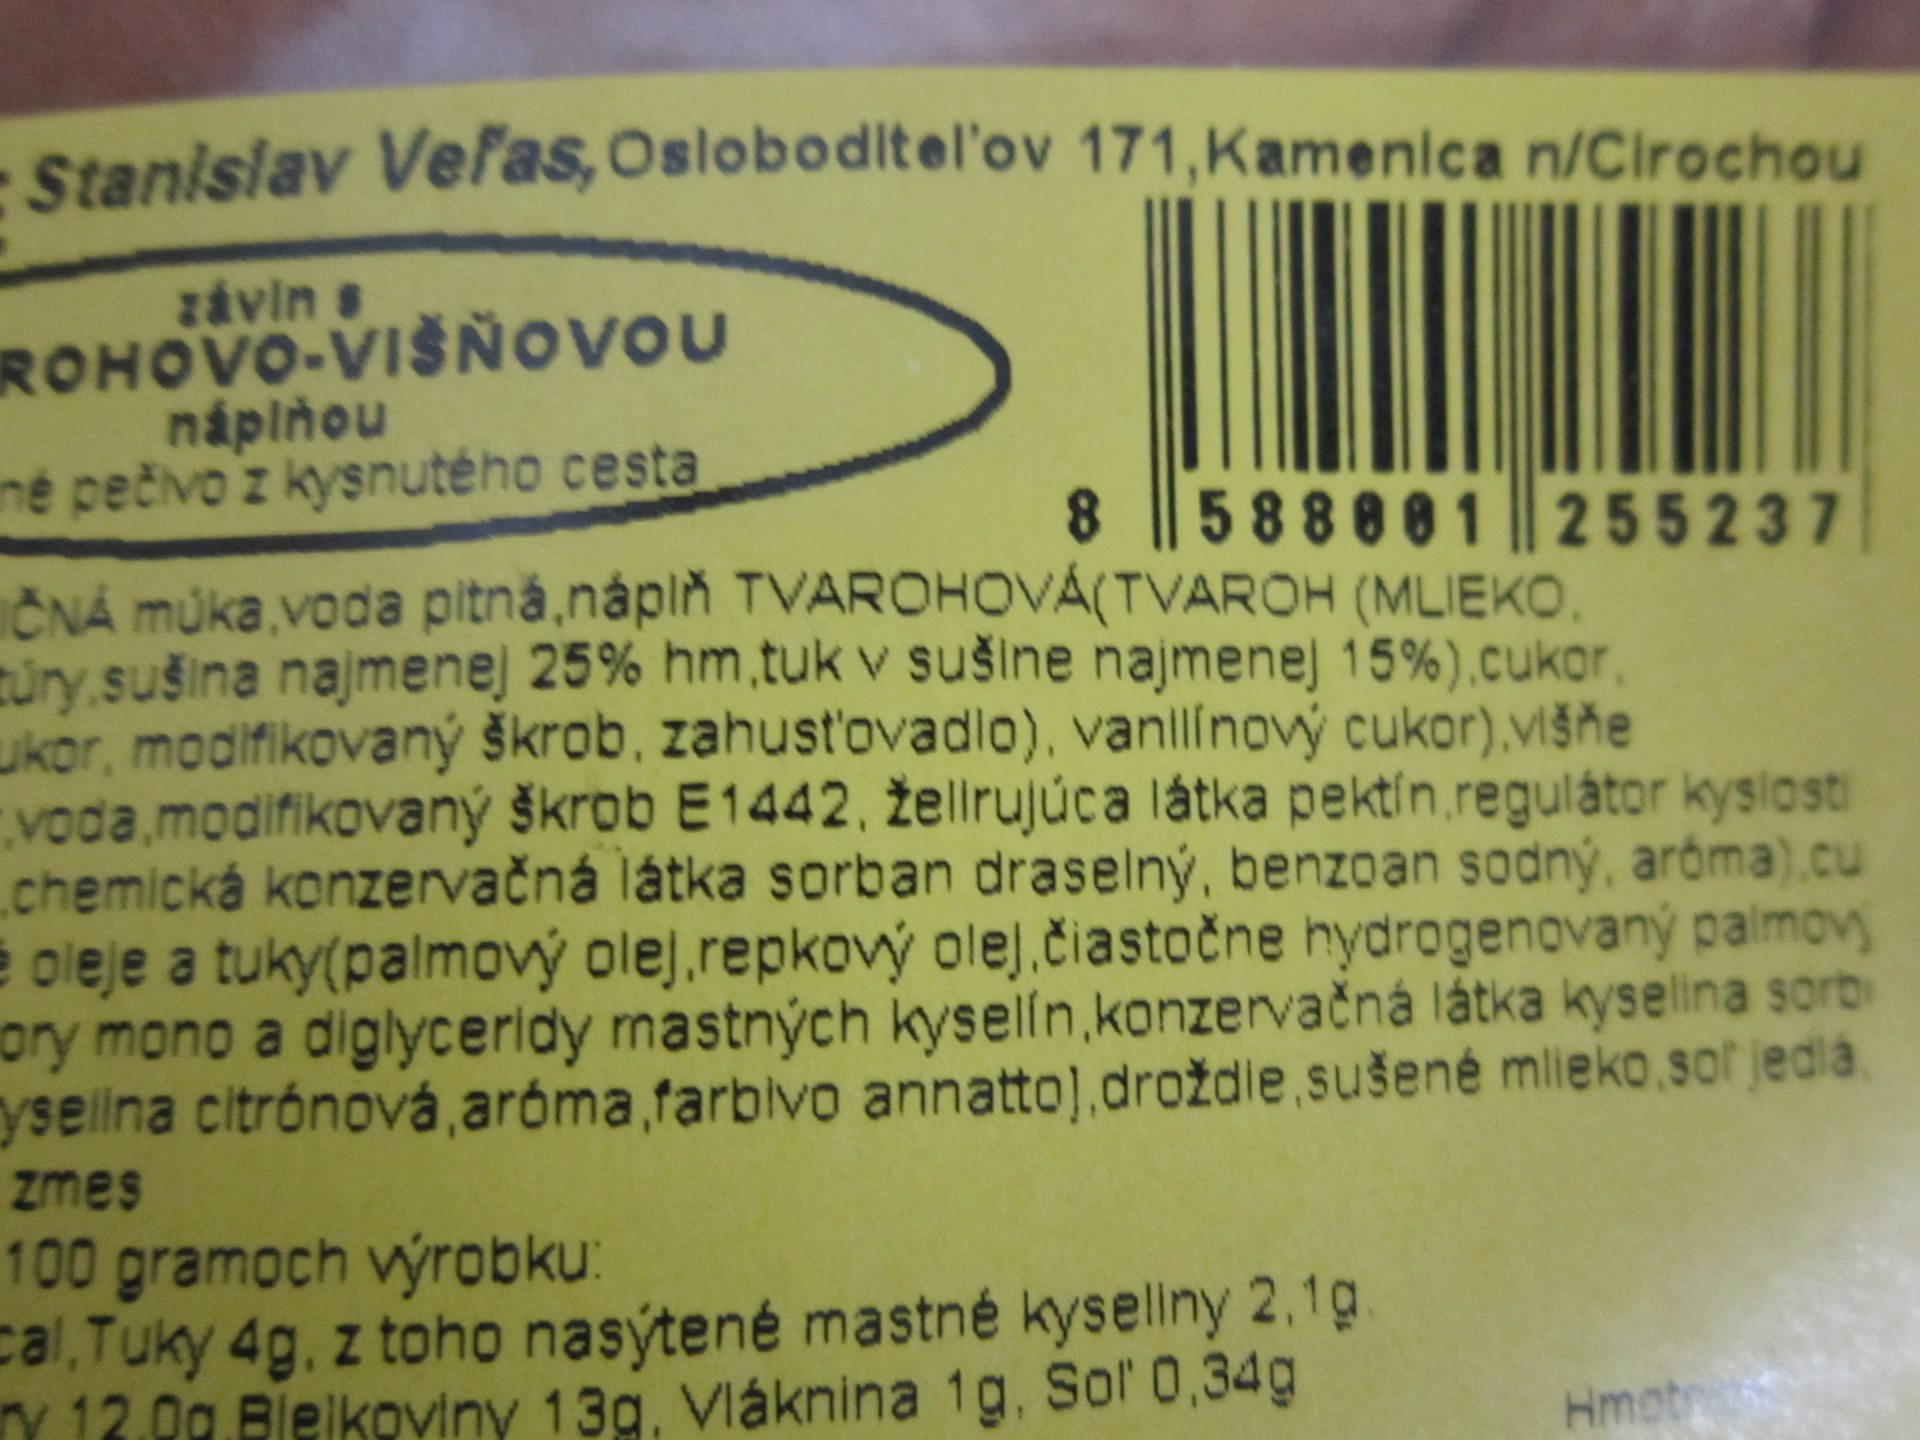 Stanislav Veľas, Osloboditeľov 171,Kamenica n/Cirochou
závin s
ROHOVO-VIŠŇOVOU
náplňou
né pečivo z kysnutého cesta
8 588001 255237
IČNÁ múka,voda pitná,náplň TVAROHOVÁ(TVAROH (MLIEKO,
túry,sušina najmenej 25% hm,tuk v sušine najmenej 15%),cukor,
ukor, modifikovaný škrob, zahusťovadlo), vanilínový cukor),višňe
,voda,modifikovaný škrob E1442, želírujúca látka pektín,regulátor kyslosti
,chemická konzervačná látka sorban draselný, benzoan sodný, aróma),cu
é oleje a tuky(palmový olej,repkový olej,čiastočne hydrogenovaný palmový
ory mono a diglyceridy mastných kyselín,konzervačná látka kyselina sorb
yselina citrónová,aróma,farbivo annatto],droždie,sušené mlieko,soľ jedlá,
zmes
100 gramoch výrobku:
cal,Tuky 4g, z toho nasýtené mastné kyseliny 2,1g,
ry 12,0g,Bielkoviny 13g, Vláknina 1g, Soľ 0,34g